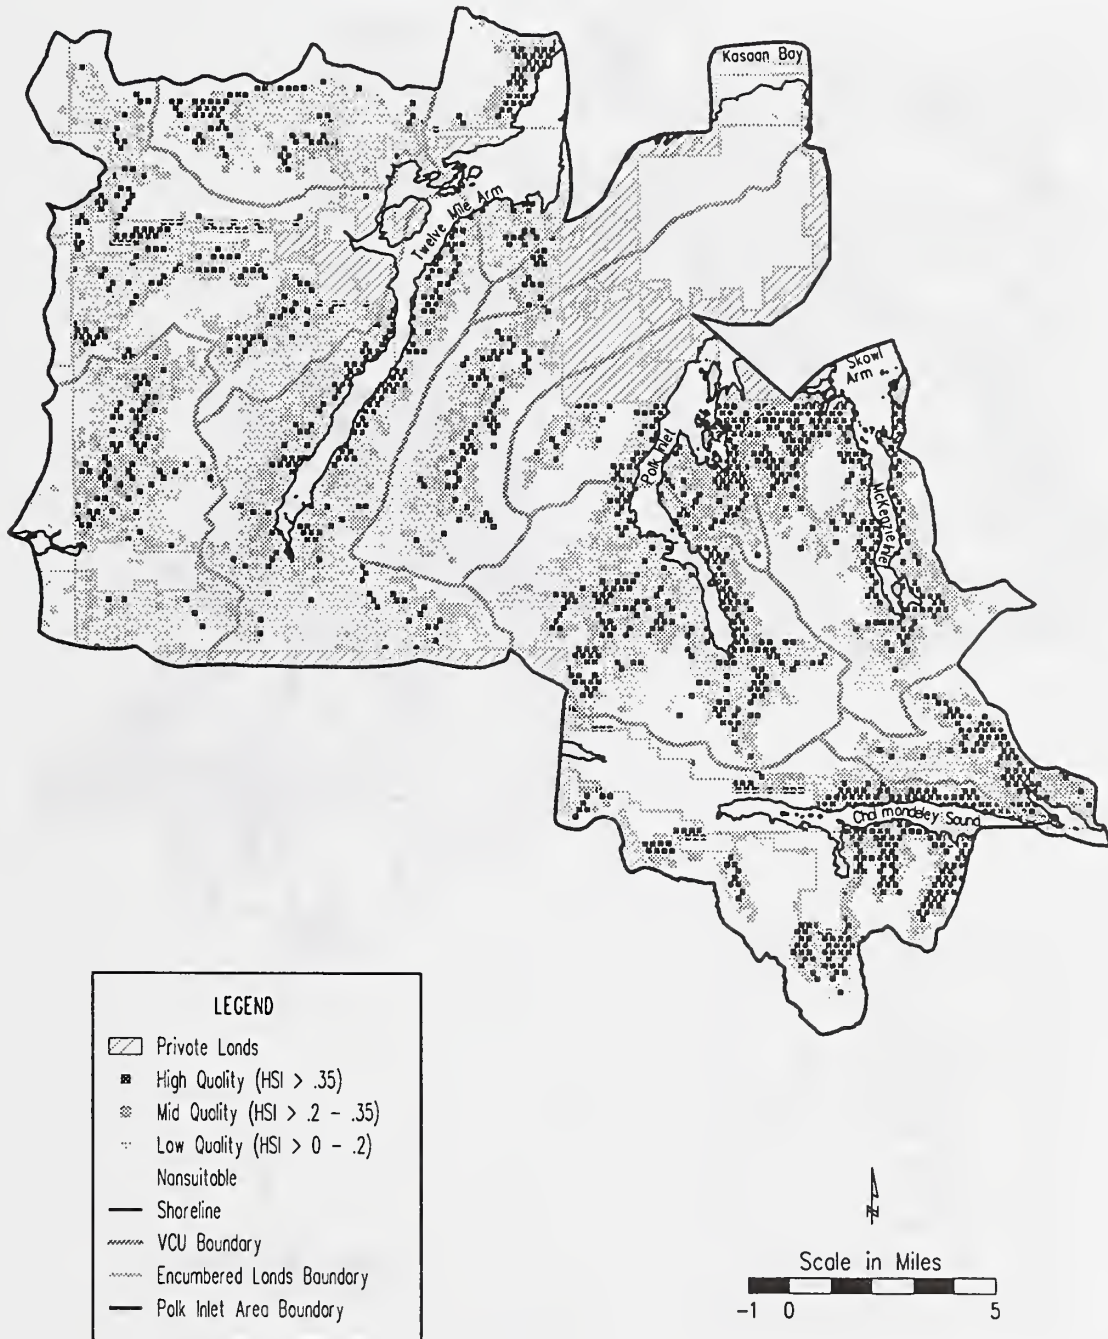 Kasaan Bay
Twelve Mile Arm
Skowl
Arm
Polk Inlet
McKenzie Inlet
Cholmondeley Sound
LEGEND
Private Lands
High Quality (HSI > .35)
Mid Quality (HSI > .2 - .35)
Low Quality (HSI > 0 - .2)
Nonsuitable
Shoreline
VCU Boundary
Encumbered Lands Boundary
Polk Inlet Area Boundary
N
Scale in Miles
-1 0 5